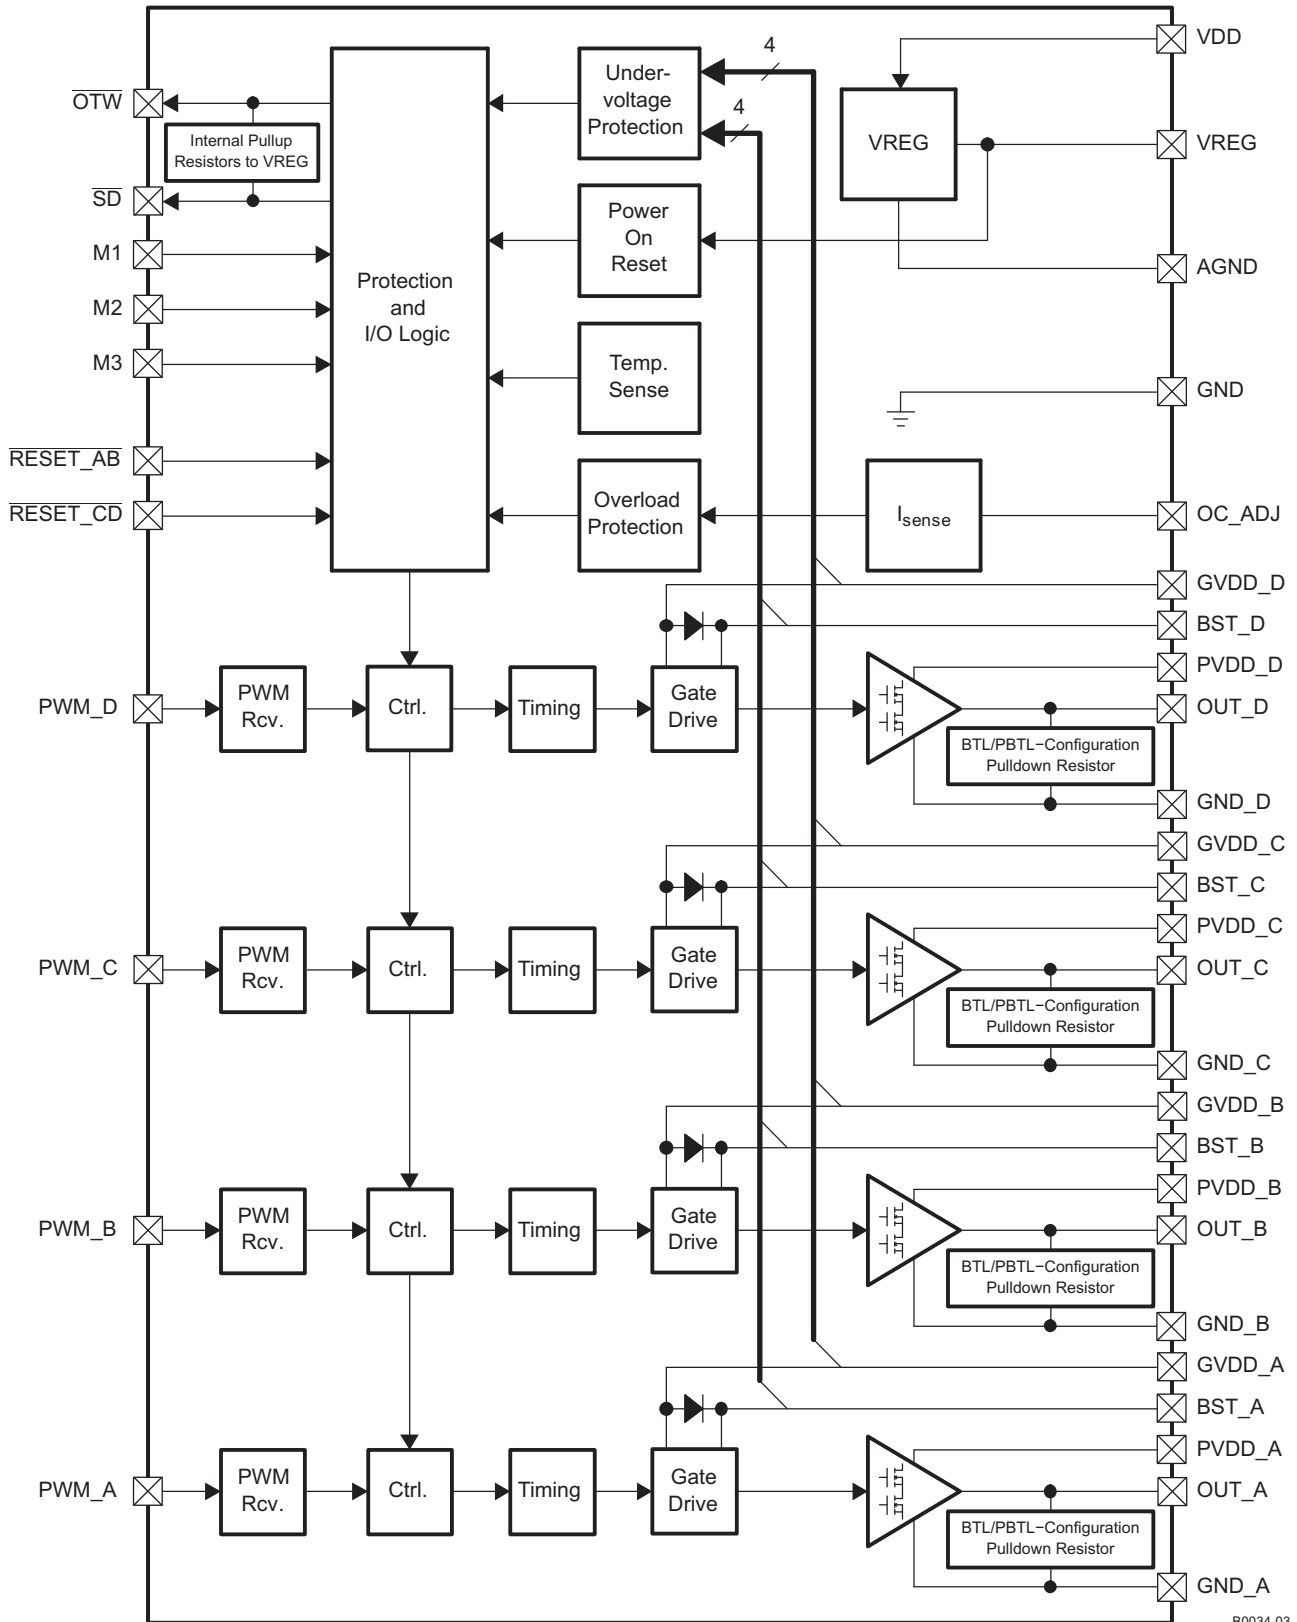 4
VDD
Under-
voltage
Protection
OTW
4
Internal Pullup
Resistors to VREG
VREG
VREG
SD
Power
On
Reset
M1
AGND
Protection
and
I/O Logic
M2
M3
Temp.
Sense
GND
RESET_AB
Overload
Protection
Isense
RESET_CD
OC_ADJ
GVDD_D
BST_D
PVDD_D
PWM_D
PWM
Rcv.
Ctrl.
Timing
Gate
Drive
OUT_D
BTL/PBTL−Configuration
Pulldown Resistor
GND_D
GVDD_C
BST_C
PVDD_C
PWM_C
PWM
Rcv.
Ctrl.
Timing
Gate
Drive
OUT_C
BTL/PBTL−Configuration
Pulldown Resistor
GND_C
GVDD_B
BST_B
PVDD_B
PWM_B
PWM
Rcv.
Ctrl.
Timing
Gate
Drive
OUT_B
BTL/PBTL−Configuration
Pulldown Resistor
GND_B
GVDD_A
BST_A
PVDD_A
PWM_A
PWM
Rcv.
Ctrl.
Timing
Gate
Drive
OUT_A
BTL/PBTL−Configuration
Pulldown Resistor
GND_A
B0034-03